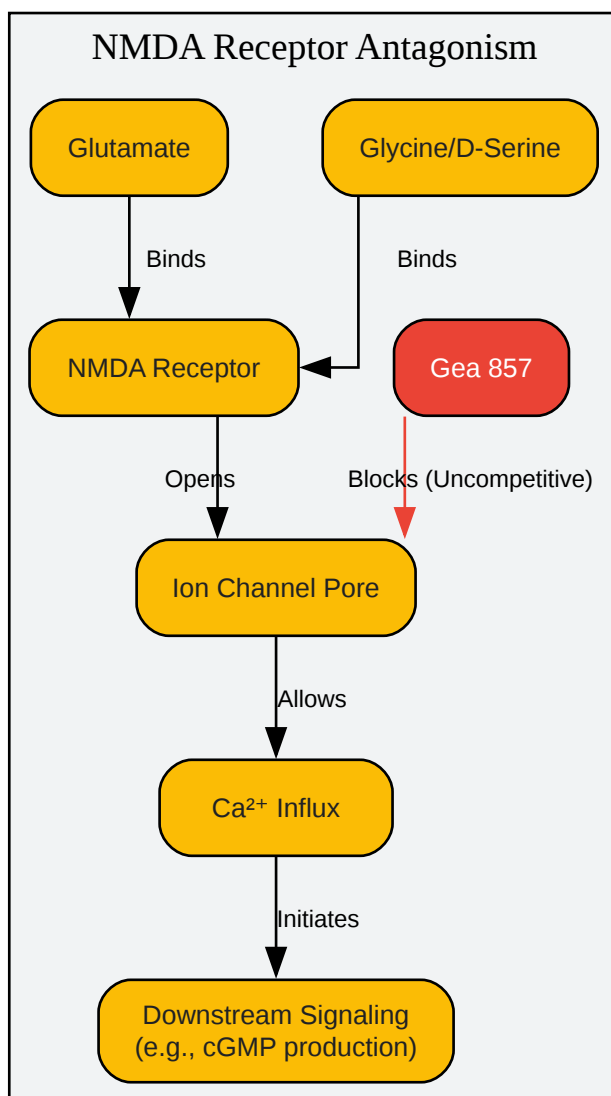 NMDA Receptor Antagonism
Glutamate
Glycine/D-Serine
Binds
Binds
NMDA Receptor
Gea 857
Opens
Blocks (Uncompetitive)
Ion Channel Pore
Allows
Ca²⁺ Influx
Initiates
Downstream Signaling
(e.g., cGMP production)